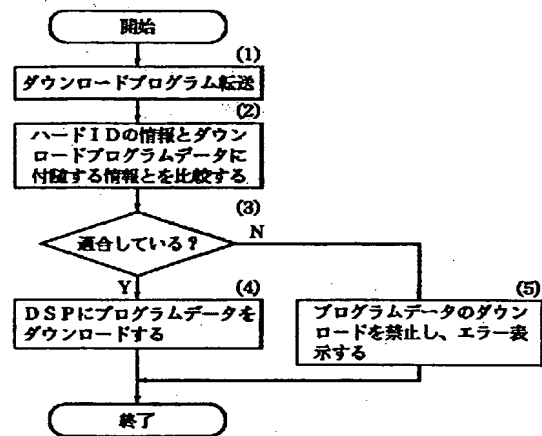 開始
(1)
ダウンロードプログラム転送
(2)
ハードIDの情報とダウン
ロードプログラムデータに
付随する情報とを比較する
(3)
適合している?
N
Y
(4)
DSPにプログラムデータを
ダウンロードする
(5)
プログラムデータのダウン
ロードを禁止し、エラー表
示する
終了